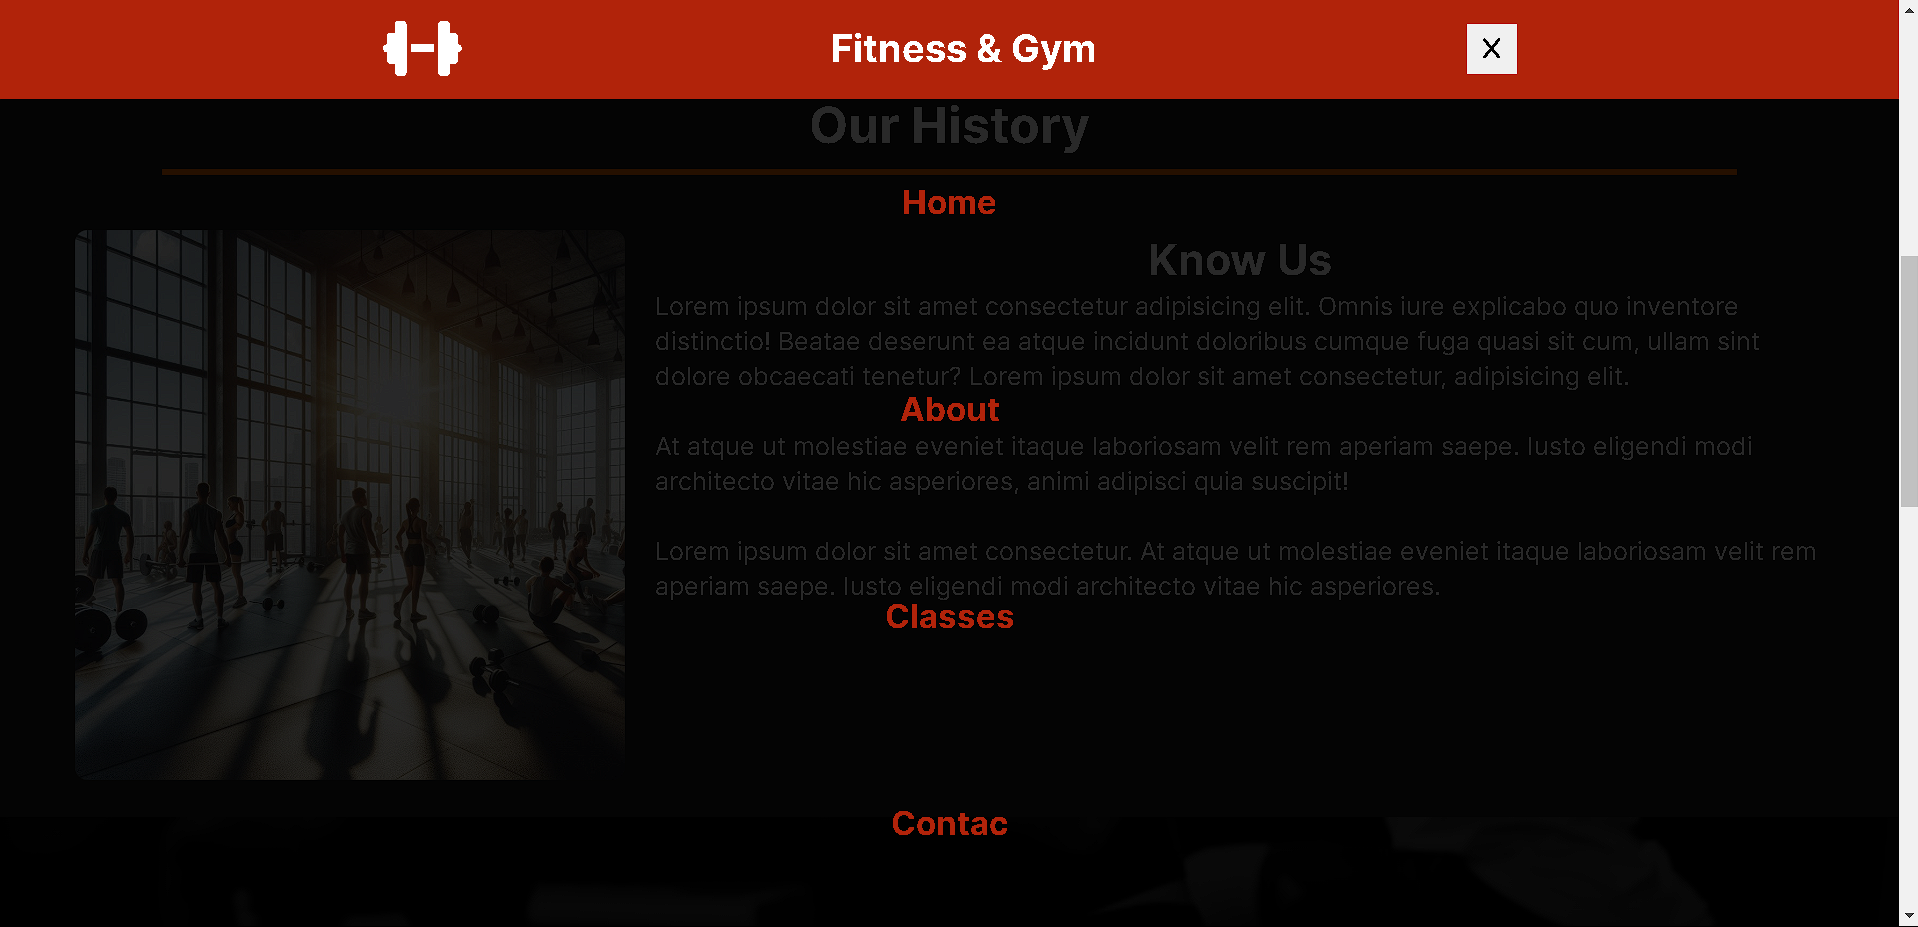 Fitness & Gym
X
Our History
Home
Know Us
Lorem ipsum dolor sit amet consectetur adipisicing elit. Omnis iure explicabo quo inventore
distinctio! Beatae deserunt ea atque incidunt doloribus cumque fuga quasi sit cum, ullam sint
dolore obcaecati tenetur? Lorem ipsum dolor sit amet consectetur, adipisicing elit.
About
At atque ut molestiae eveniet itaque laboriosam velit rem aperiam saepe. Iusto eligendi modi
architecto vitae hic asperiores, animi adipisci quia suscipit!
Lorem ipsum dolor sit amet consectetur. At atque ut molestiae eveniet itaque laboriosam velit rem
aperiam saepe. Iusto eligendi modi architecto vitae hic asperiores.
Classes
Contac